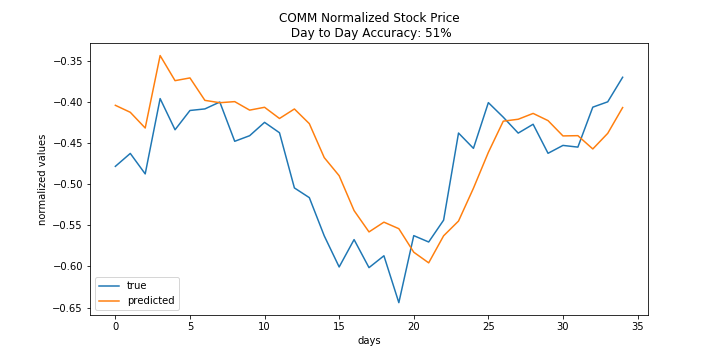 COMM Normalized Stock Price
Day to Day Accuracy: 51%
−0.35
−0.40
−0.45
−0.50
−0.55
−0.60
−0.65
normalized values
true
predicted
0 5 10 15 20 25 30 35
days